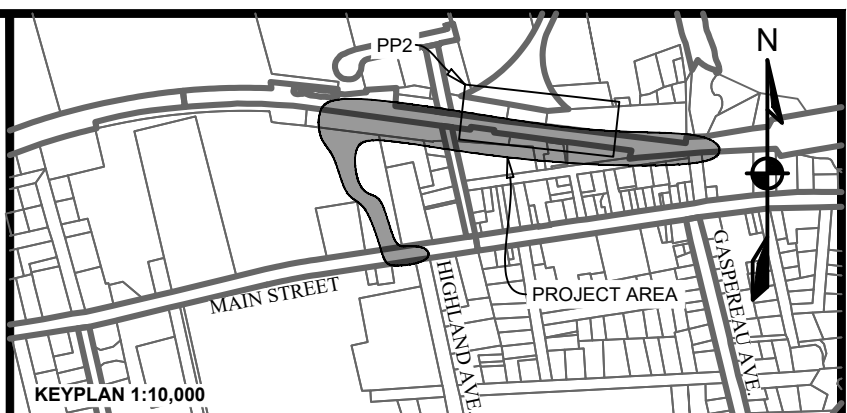 PP2
N
MAIN STREET
HIGHLAND AVE.
PROJECT AREA
GASPEREAU AVE.
KEYPLAN 1:10,000